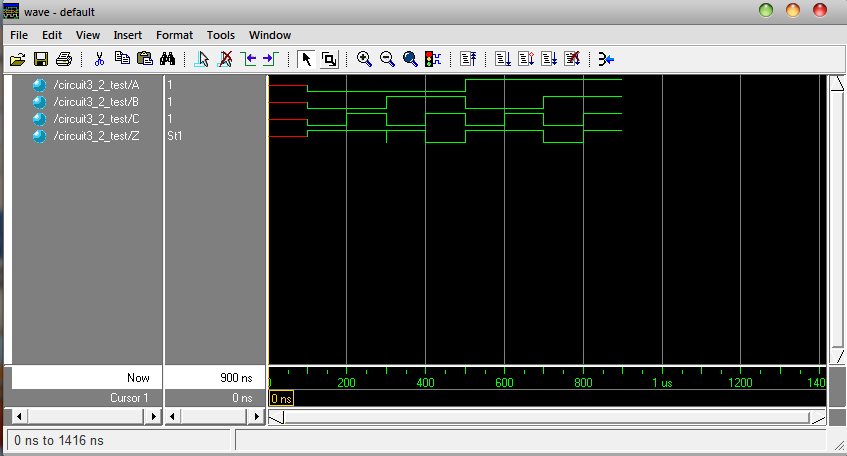 wave - default
File Edit View Insert Format Tools Window
/circuit3_2_test/A 1
/circuit3_2_test/B 1
/circuit3_2_test/C 1
/circuit3_2_test/Z St1
Now 900 ns 200 400 600 800 1 us 1200 140
Cursor 1 0 ns 0 ns
0 ns to 1416 ns